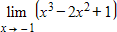 lim (x³ − 2x² + 1)
x → −1